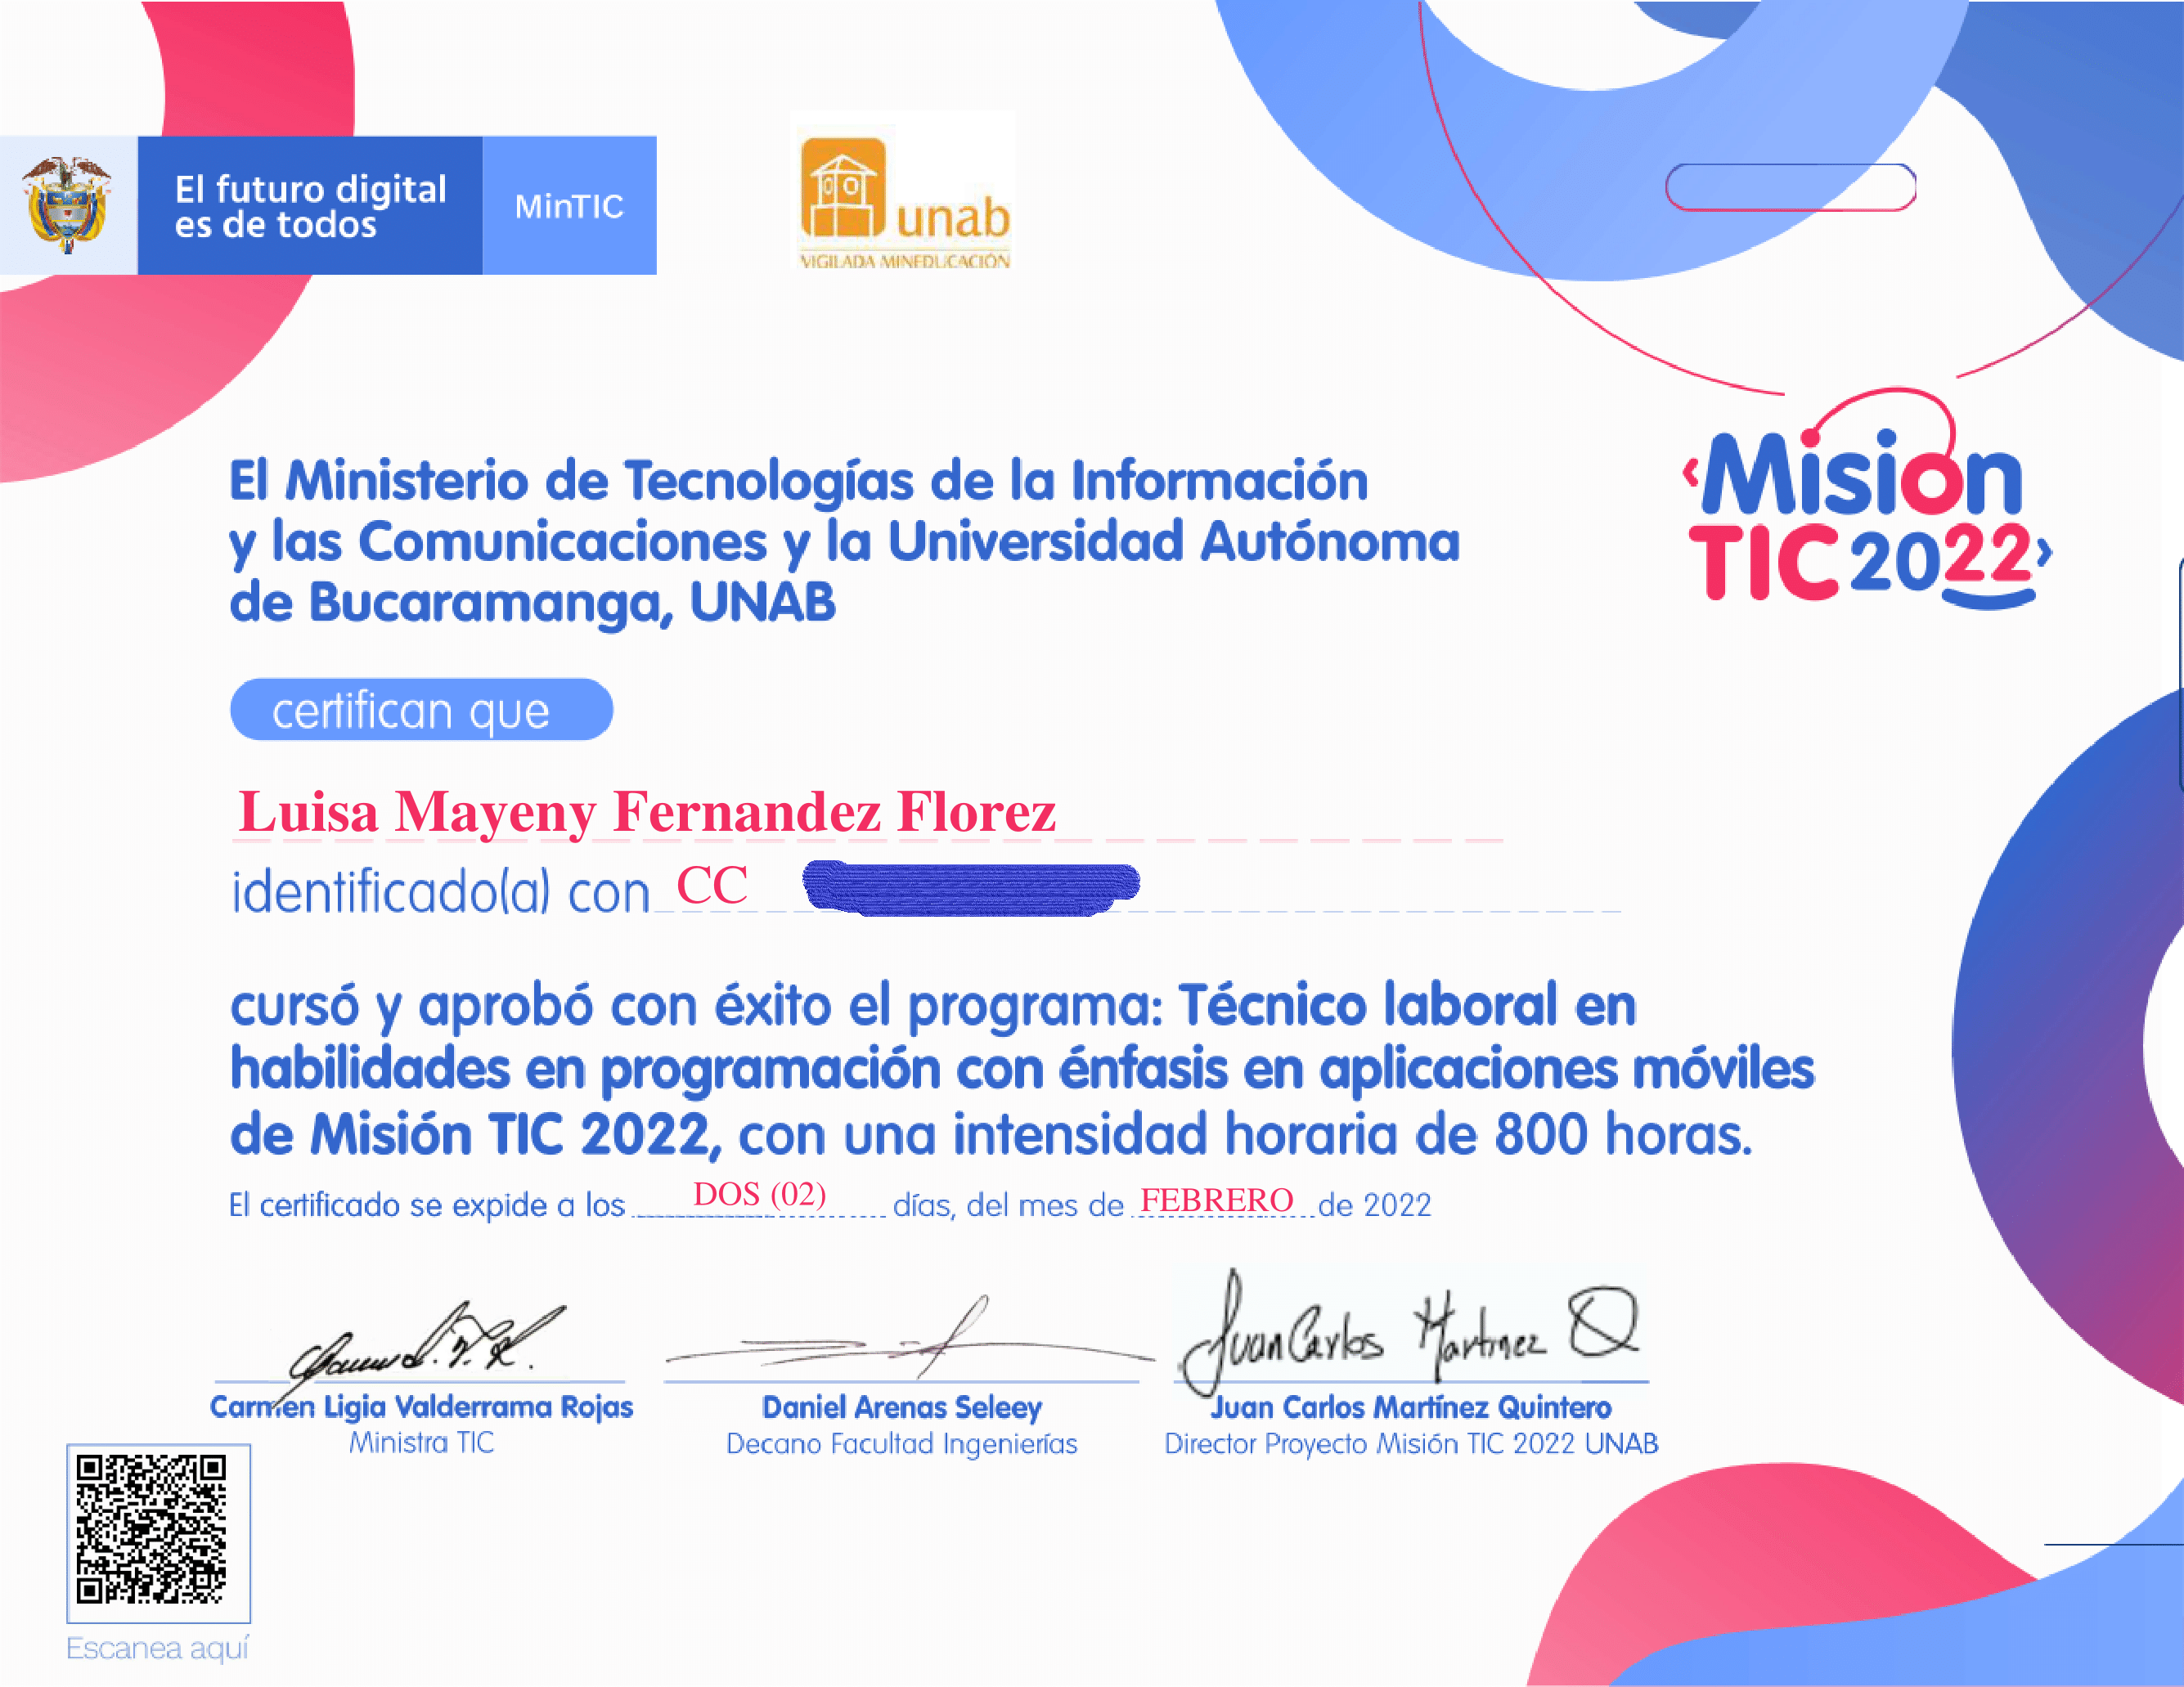 El futuro digital
es de todos
MinTIC
unab
VIGILADA MINEDUCACIÓN
Misión
TIC 2022
El Ministerio de Tecnologías de la Información
y las Comunicaciones y la Universidad Autónoma
de Bucaramanga, UNAB
certifican que
Luisa Mayeny Fernandez Florez
identificado(a) con CC
cursó y aprobó con éxito el programa: Técnico laboral en
habilidades en programación con énfasis en aplicaciones móviles
de Misión TIC 2022, con una intensidad horaria de 800 horas.
El certificado se expide a los DOS (02) días, del mes de FEBRERO de 2022
Juan Carlos Martinez Q
Carmen Ligia Valderrama Rojas
Ministra TIC
Daniel Arenas Seleey
Decano Facultad Ingenierías
Juan Carlos Martínez Quintero
Director Proyecto Misión TIC 2022 UNAB
Escanea aquí